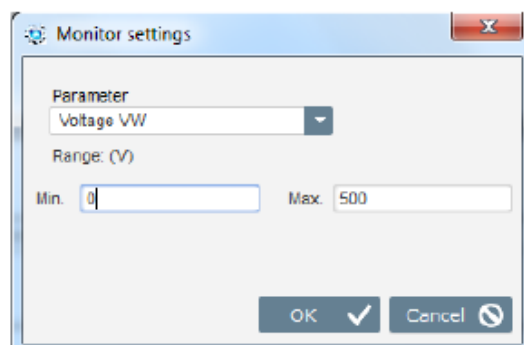 Monitor settings
Parameter
Voltage VW
Range: (V)
Min. 0 Max. 500
OK Cancel